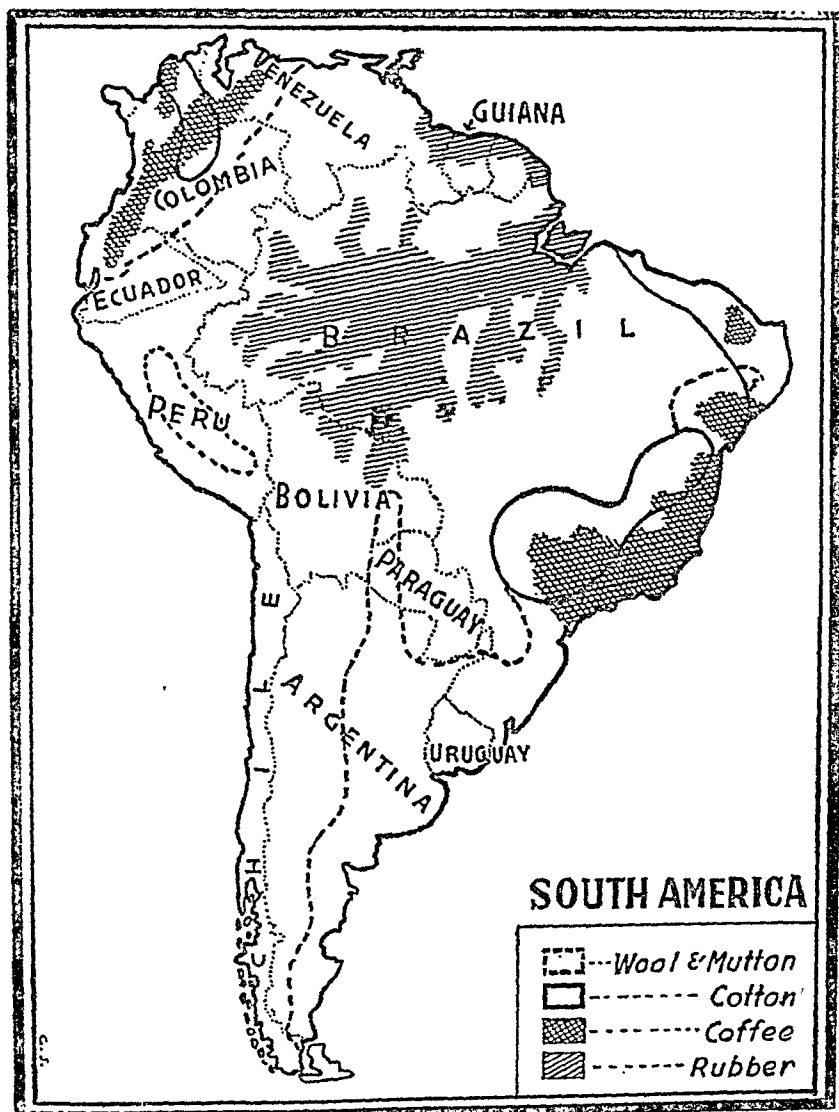 VENEZUELA
GUIANA
COLOMBIA
ECUADOR
BRAZIL
PERU
BOLIVIA
PARAGUAY
CHILE
ARGENTINA
URUGUAY
SOUTH AMERICA
Wool & Mutton
Cotton
Coffee
Rubber
G.S.